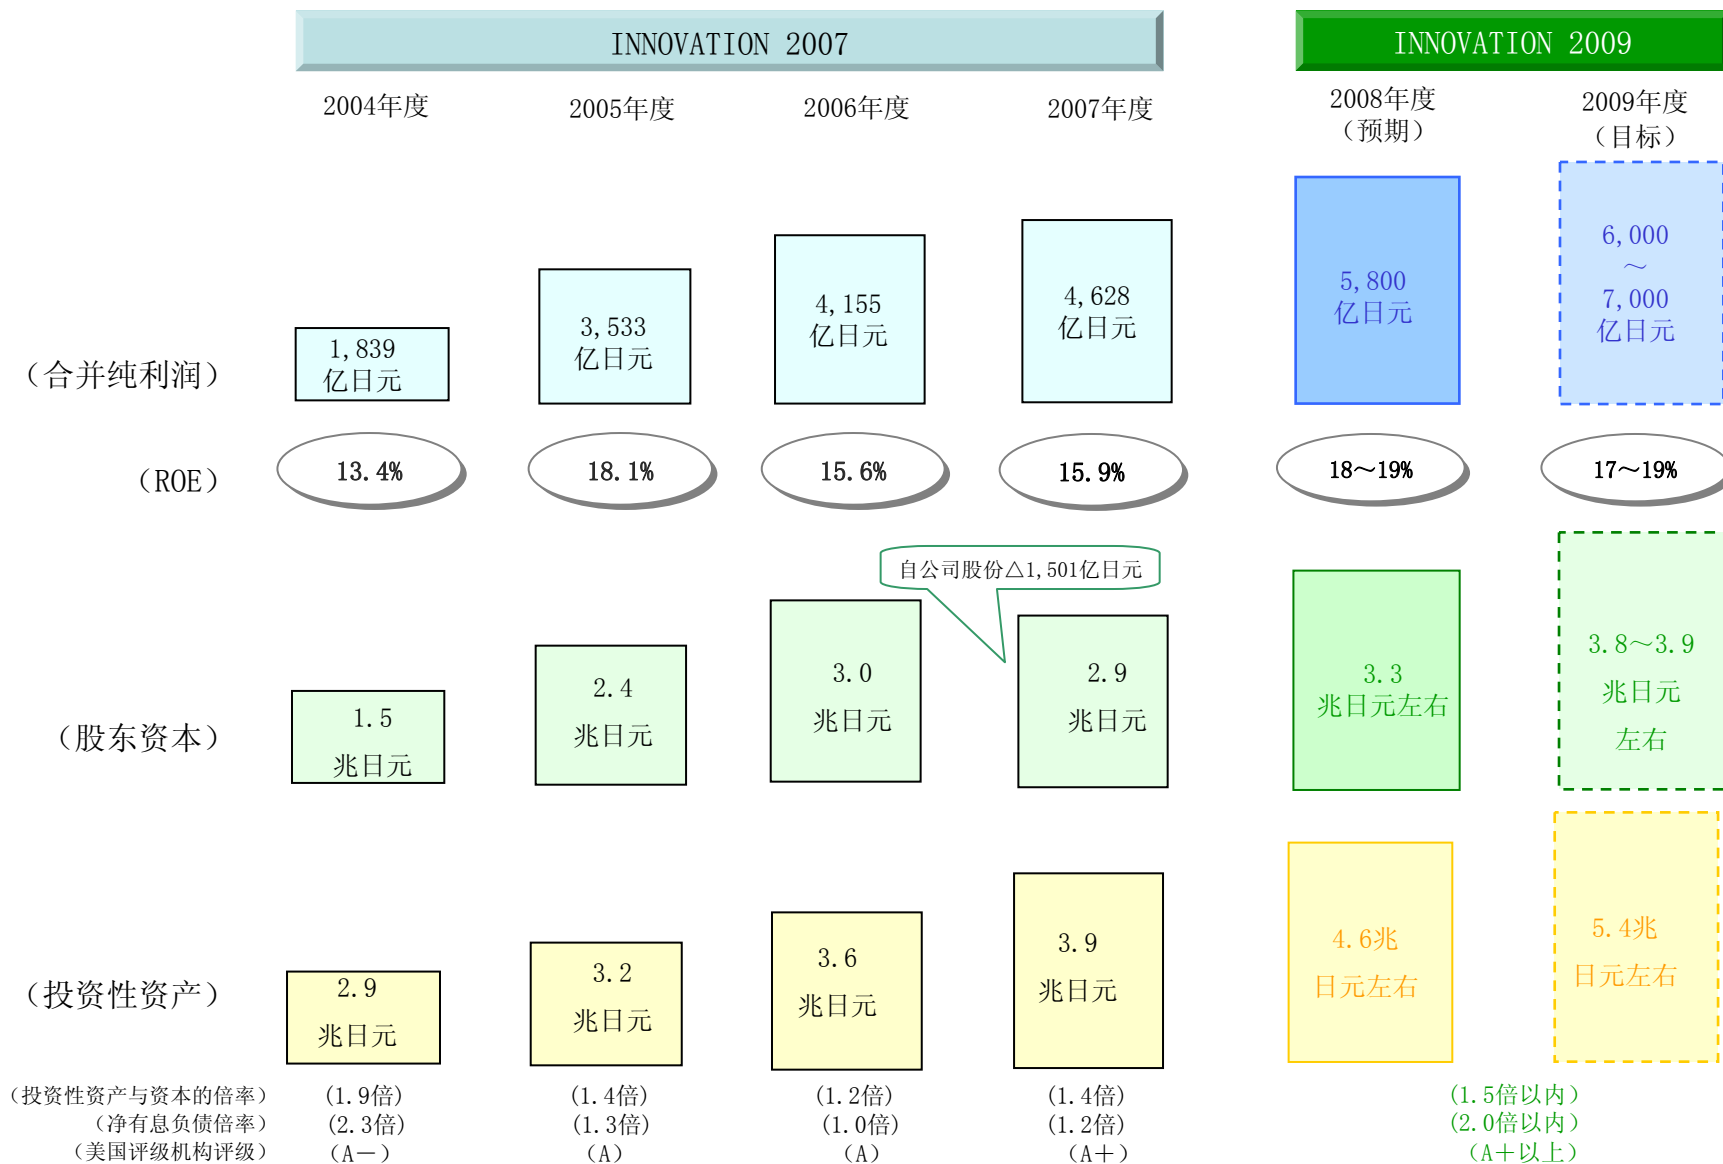 INNOVATION 2007
INNOVATION 2009
2004年度
2005年度
2006年度
2007年度
2008年度
（预期）
2009年度
（目标）
（合并纯利润）
1,839
亿日元
3,533
亿日元
4,155
亿日元
4,628
亿日元
5,800
亿日元
6,000
～
7,000
亿日元
（ROE）
13.4%
18.1%
15.6%
15.9%
18～19%
17～19%
自公司股份△1,501亿日元
（股东资本）
1.5
兆日元
2.4
兆日元
3.0
兆日元
2.9
兆日元
3.3
兆日元左右
3.8～3.9
兆日元
左右
（投资性资产）
2.9
兆日元
3.2
兆日元
3.6
兆日元
3.9
兆日元
4.6兆
日元左右
5.4兆
日元左右
（投资性资产与资本的倍率） (1.9倍) (1.4倍) (1.2倍) (1.4倍) (1.5倍以内)
（净有息负债倍率） (2.3倍) (1.3倍) (1.0倍) (1.2倍) (2.0倍以内)
（美国评级机构评级） (A－) (A) (A) (A＋) (A＋以上)